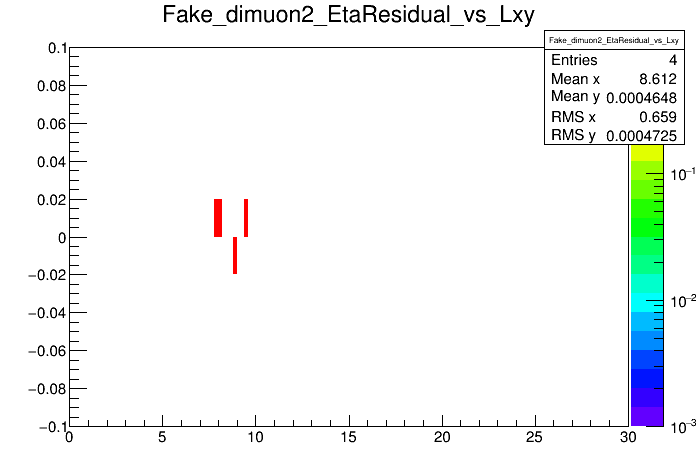 Fake_dimuon2_EtaResidual_vs_Lxy
Fake_dimuon2_EtaResidual_vs_Lxy
Entries 4
Mean x 8.612
Mean y 0.0004648
RMS x 0.659
RMS y 0.0004725
0.1
0.08
0.06
0.04
0.02
0
−0.02
−0.04
−0.06
−0.08
−0.1
0 5 10 15 20 25 30
10⁻¹
10⁻²
10⁻³